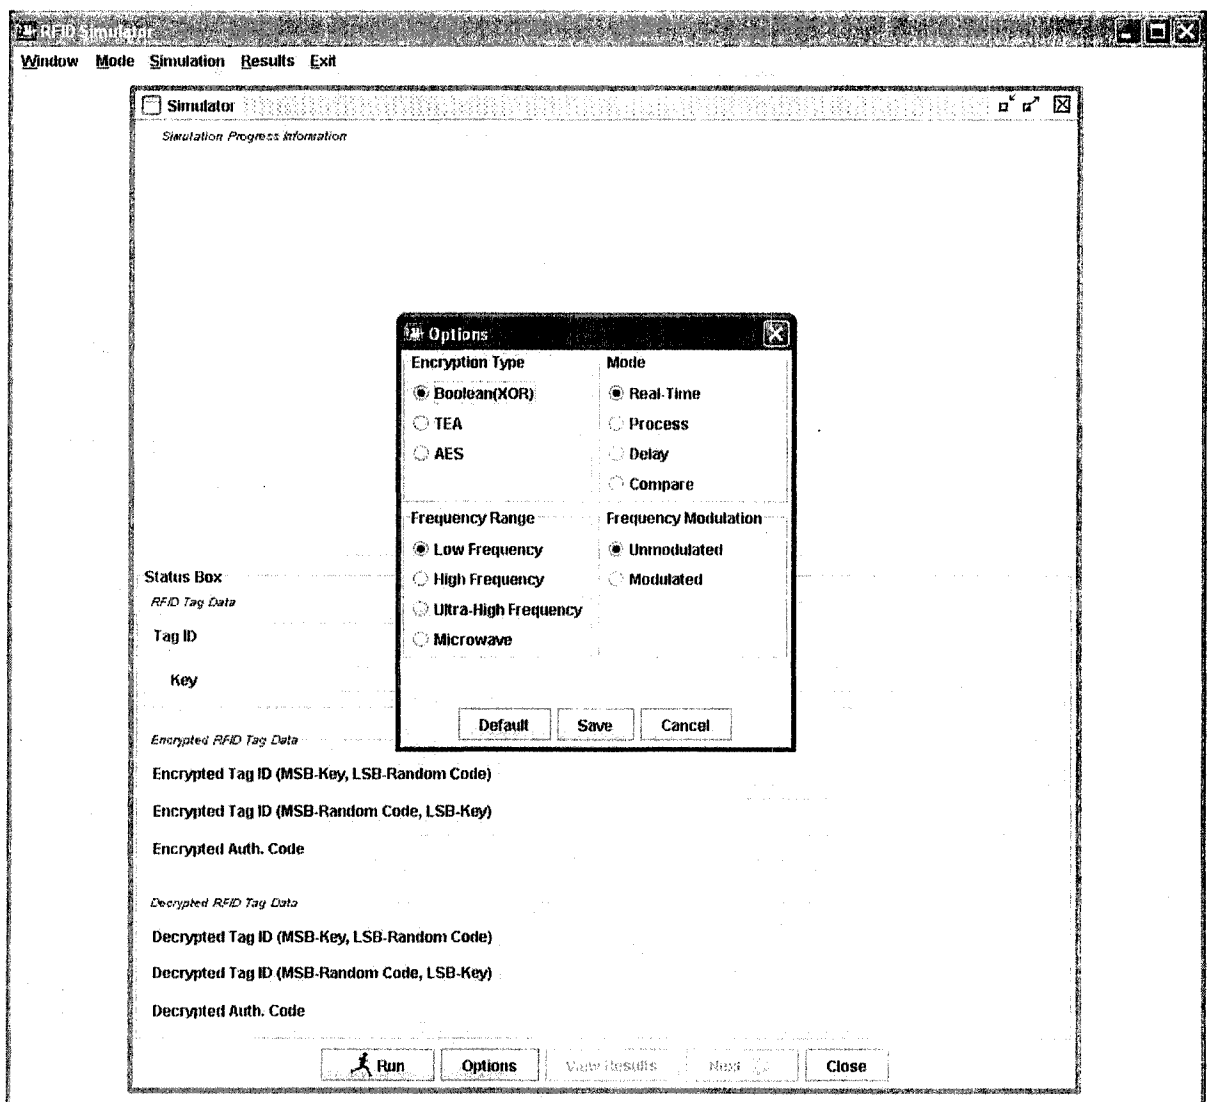 RFID Simulator
Window Mode Simulation Results Exit
Simulator
Simulation Progress Information
Options
Encryption Type
Boolean(XOR)
TEA
AES
Mode
Real-Time
Process
Delay
Compare
Frequency Range
Low Frequency
High Frequency
Ultra-High Frequency
Microwave
Frequency Modulation
Unmodulated
Modulated
Default Save Cancel
Status Box
RFID Tag Data
Tag ID
Key
Encrypted RFID Tag Data
Encrypted Tag ID (MSB-Key, LSB-Random Code)
Encrypted Tag ID (MSB-Random Code, LSB-Key)
Encrypted Auth. Code
Decrypted RFID Tag Data
Decrypted Tag ID (MSB-Key, LSB-Random Code)
Decrypted Tag ID (MSB-Random Code, LSB-Key)
Decrypted Auth. Code
Run Options View Results Next Close